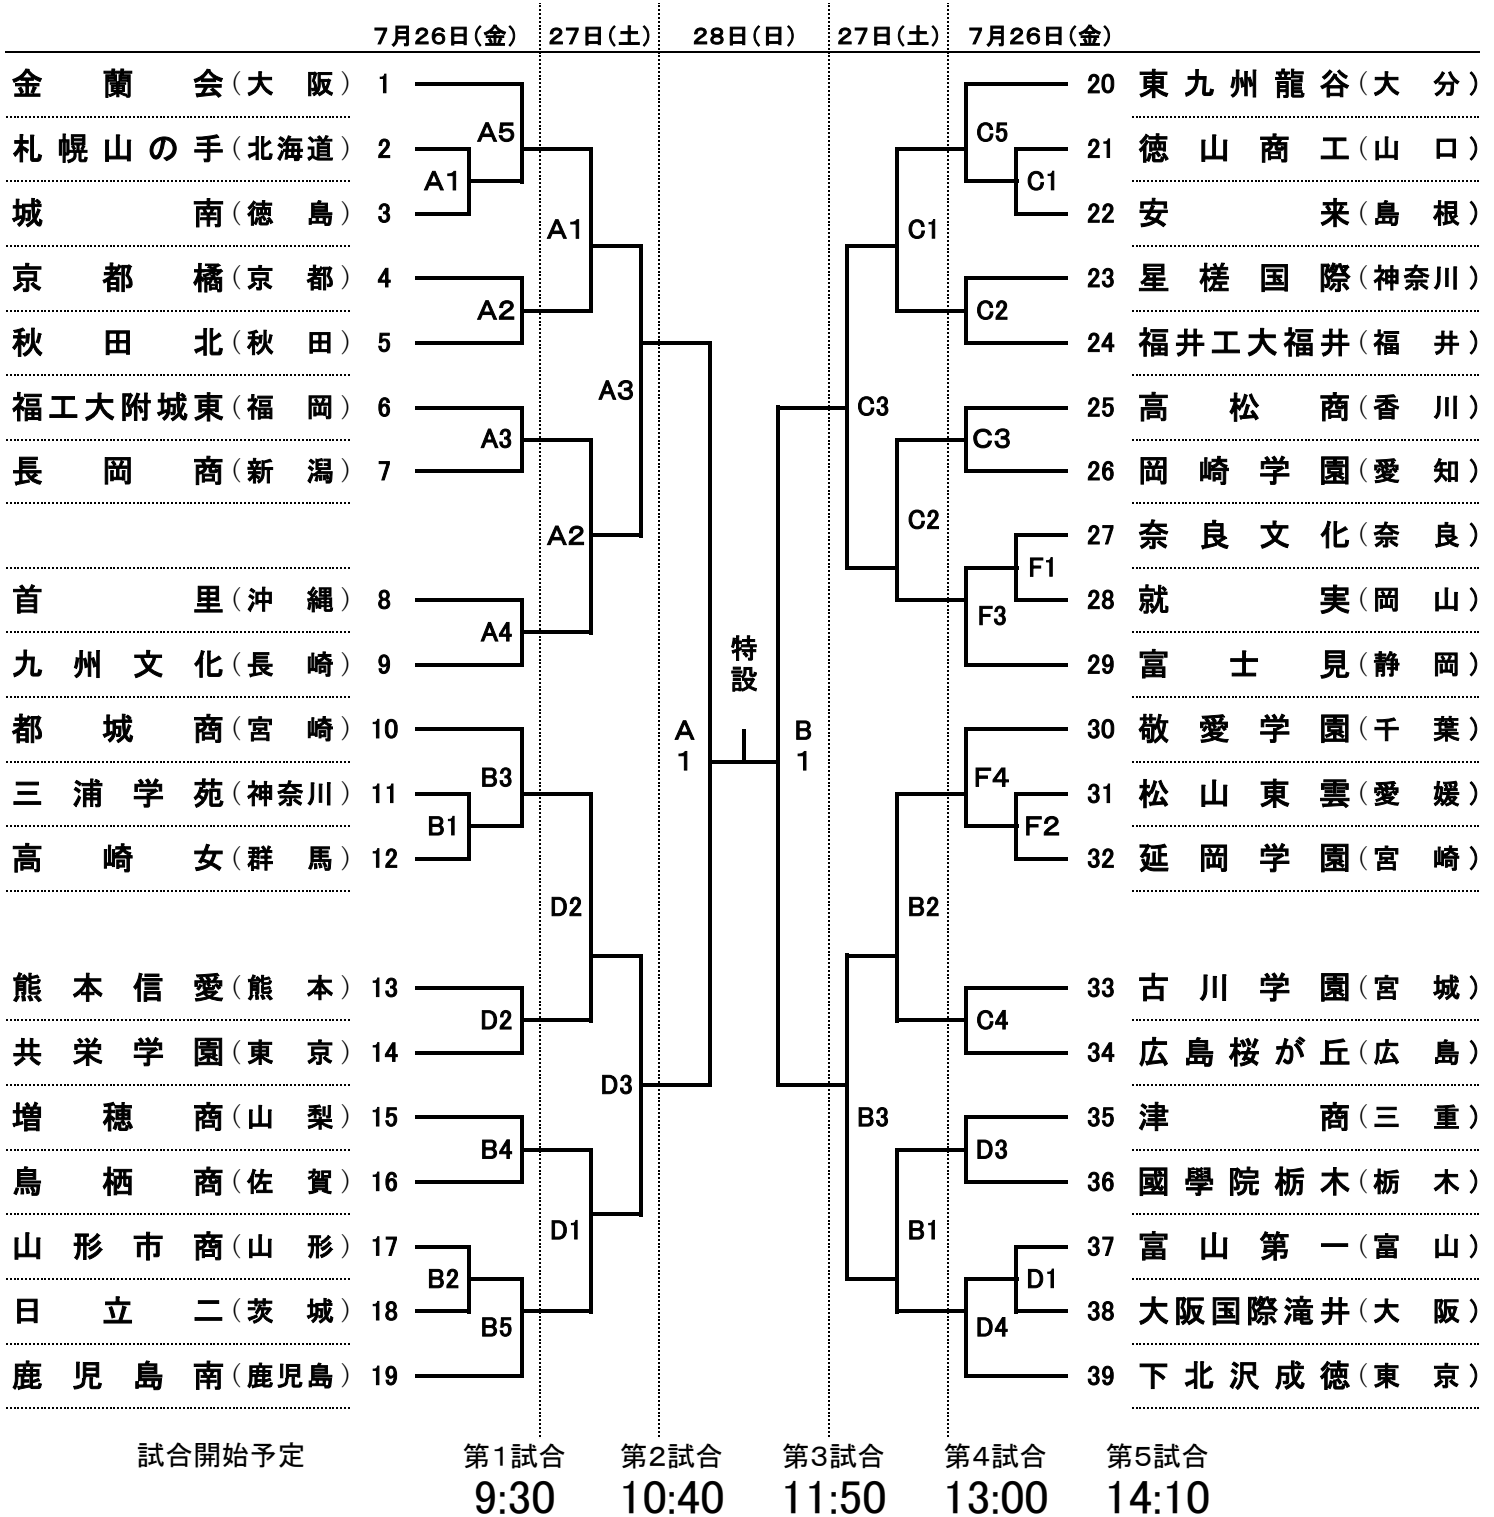 7月26日(金) 27日(土) 28日(日) 27日(土) 7月26日(金)
金蘭会(大阪) 1 20 東九州龍谷(大分)
A5 C5
札幌山の手(北海道) 2 21 徳山商工(山口)
A1 C1
城南(徳島) 3 22 安来(島根)
A1 C1
京都橘(京都) 4 23 星槎国際(神奈川)
A2 C2
秋田北(秋田) 5 24 福井工大福井(福井)
A3
福工大附城東(福岡) 6 C3 25 高松商(香川)
A3 C3
長岡商(新潟) 7 26 岡崎学園(愛知)
C2
A2 27 奈良文化(奈良)
F1
首里(沖縄) 8 28 就実(岡山)
A4 F3
特設
九州文化(長崎) 9 29 富士見(静岡)
都城商(宮崎) 10 A1 B1 30 敬愛学園(千葉)
B3 F4
三浦学苑(神奈川) 11 31 松山東雲(愛媛)
B1 F2
高崎女(群馬) 12 32 延岡学園(宮崎)
D2 B2
熊本信愛(熊本) 13 33 古川学園(宮城)
D2 C4
共栄学園(東京) 14 34 広島桜が丘(広島)
D3
増穂商(山梨) 15 B3 35 津商(三重)
B4 D3
鳥栖商(佐賀) 16 36 國學院栃木(栃木)
D1 B1
山形市商(山形) 17 37 富山第一(富山)
B2 D1
日立二(茨城) 18 38 大阪国際滝井(大阪)
B5 D4
鹿児島南(鹿児島) 19 39 下北沢成徳(東京)
試合開始予定 第1試合 第2試合 第3試合 第4試合 第5試合
9:30 10:40 11:50 13:00 14:10